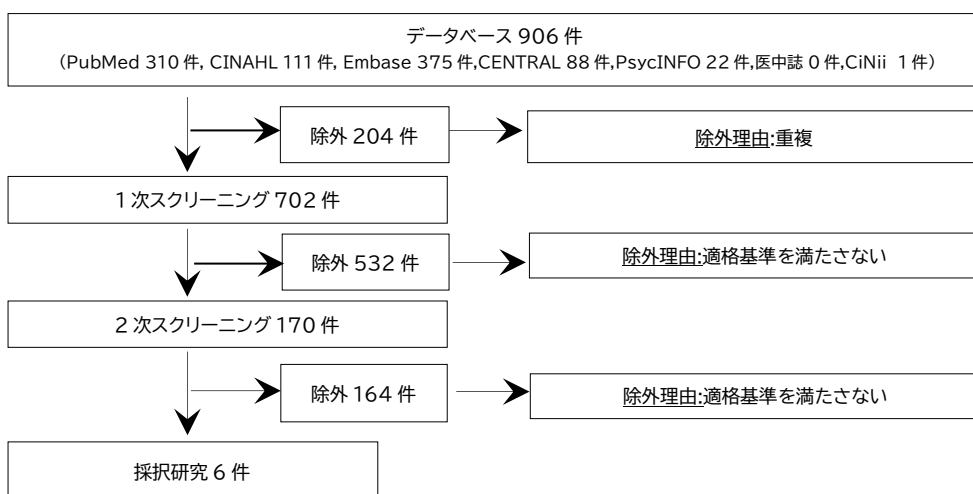 データベース 906 件
(PubMed 310 件, CINAHL 111 件, Embase 375 件,CENTRAL 88 件,PsycINFO 22 件,医中誌 0 件,CiNii 1 件)
除外 204 件
除外理由:重複
1 次スクリーニング 702 件
除外 532 件
除外理由:適格基準を満たさない
2 次スクリーニング 170 件
除外 164 件
除外理由:適格基準を満たさない
採択研究 6 件